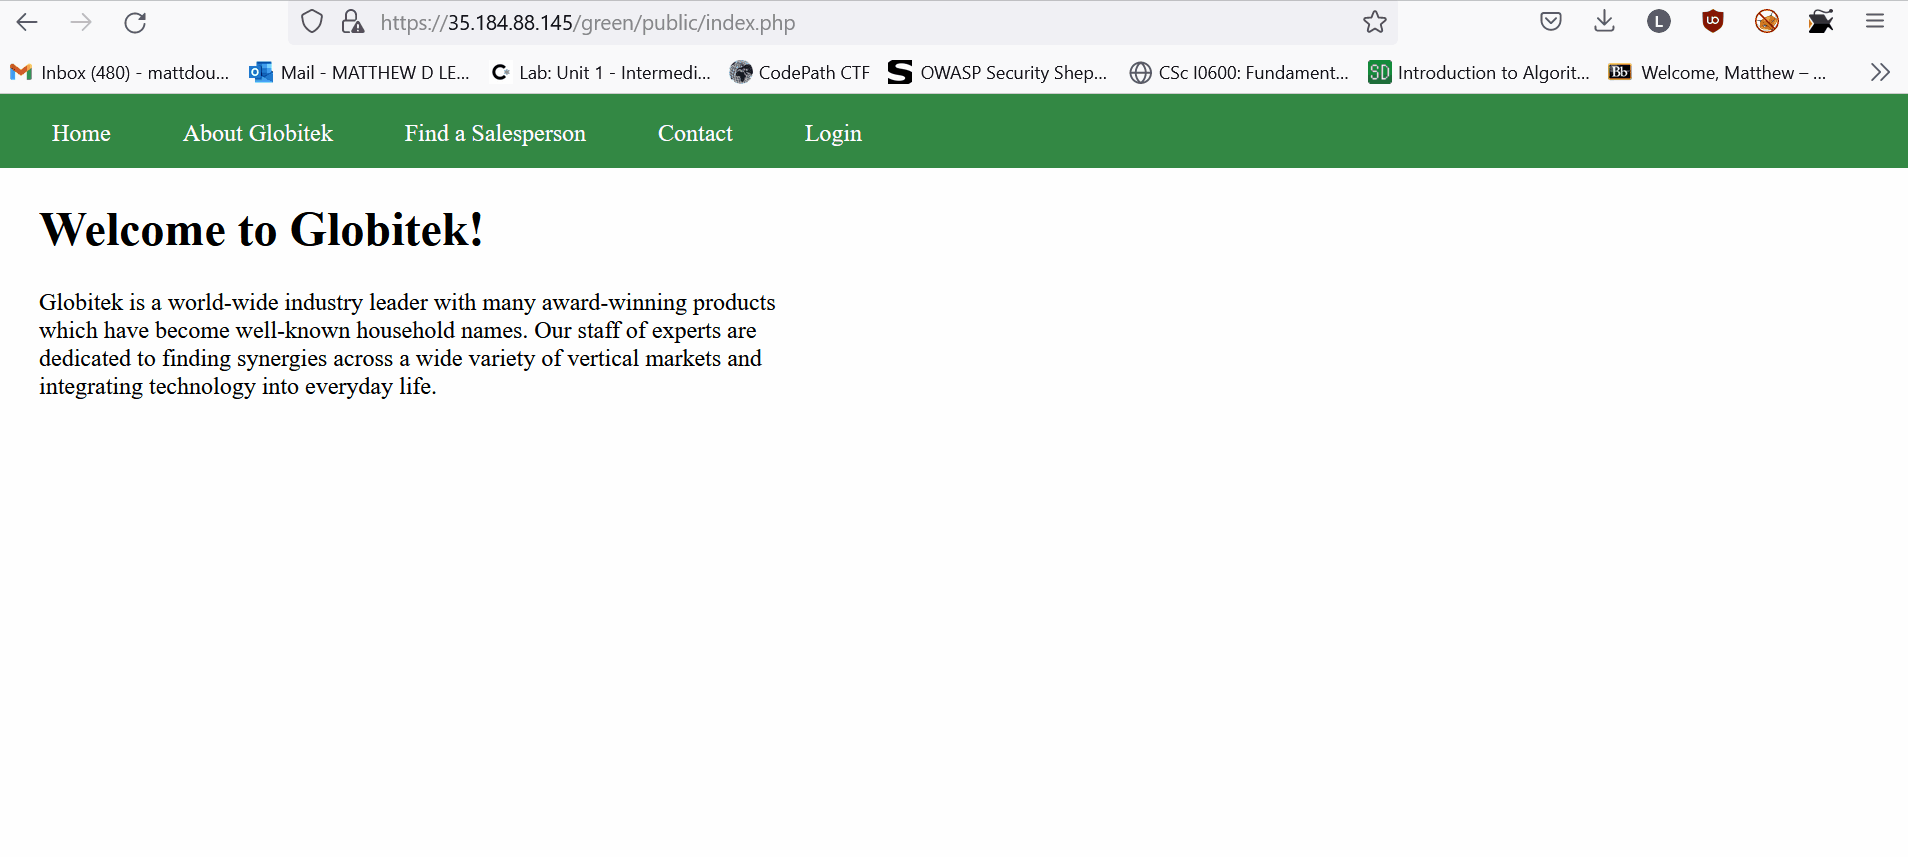 https://35.184.88.145/green/public/index.php
L
Inbox (480) - mattdou... Mail - MATTHEW D LE... Lab: Unit 1 - Intermedi... CodePath CTF OWASP Security Shep... CSc I0600: Fundament... SD Introduction to Algorit... Bb Welcome, Matthew – ...
Home About Globitek Find a Salesperson Contact Login
Welcome to Globitek!
Globitek is a world-wide industry leader with many award-winning products
which have become well-known household names. Our staff of experts are
dedicated to finding synergies across a wide variety of vertical markets and
integrating technology into everyday life.